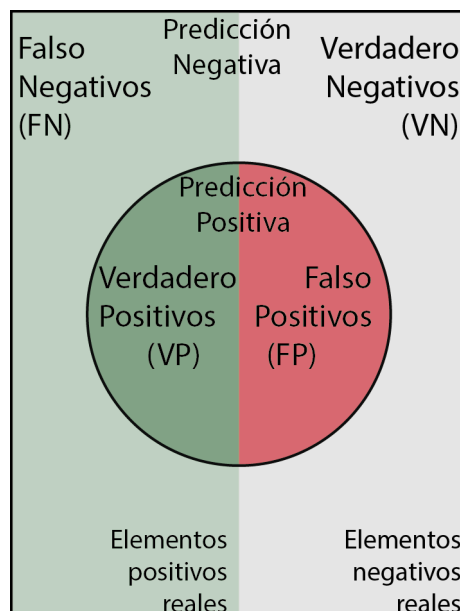 Falso
Negativos
(FN)
Predicción
Negativa
Verdadero
Negativos
(VN)
Predicción
Positiva
Verdadero
Positivos
(VP)
Falso
Positivos
(FP)
Elementos
positivos
reales
Elementos
negativos
reales